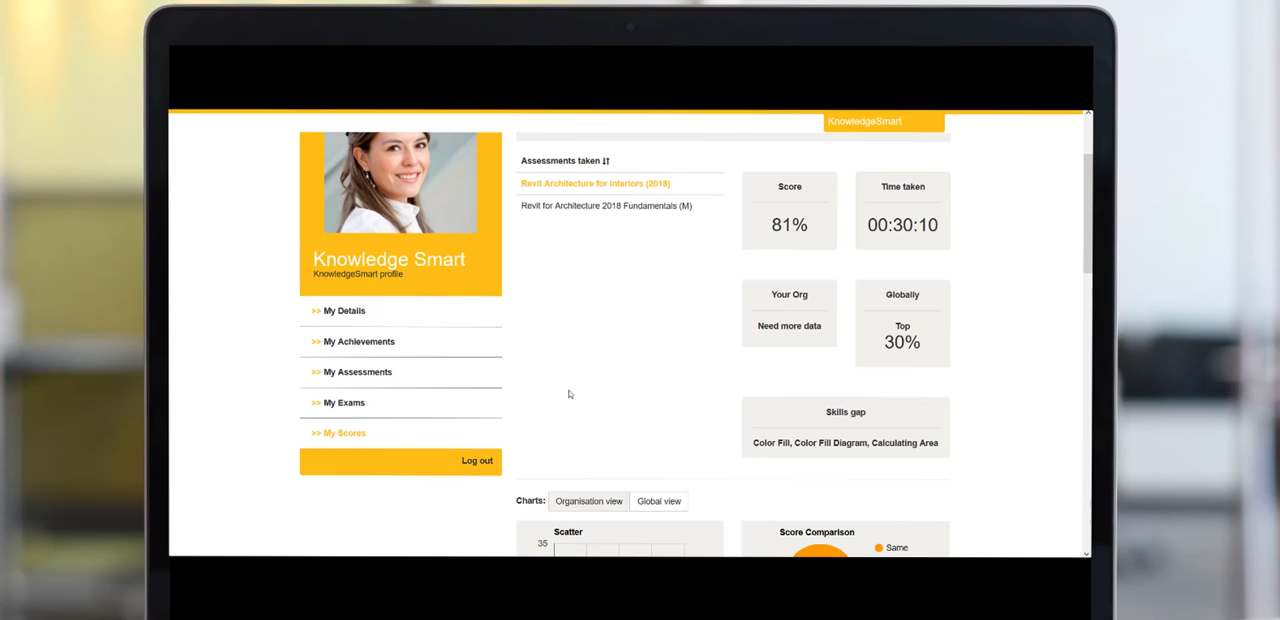 KnowledgeSmart
Knowledge Smart
KnowledgeSmart profile
>> My Details
>> My Achievements
>> My Assessments
>> My Exams
>> My Scores
Log out
Assessments taken
Revit Architecture for Interiors (2018)
Revit for Architecture 2018 Fundamentals (M)
Score
81%
Time taken
00:30:10
Your Org
Need more data
Globally
Top
30%
Skills gap
Color Fill, Color Fill Diagram, Calculating Area
Charts: Organisation view Global view
Scatter
35
Score Comparison
Same